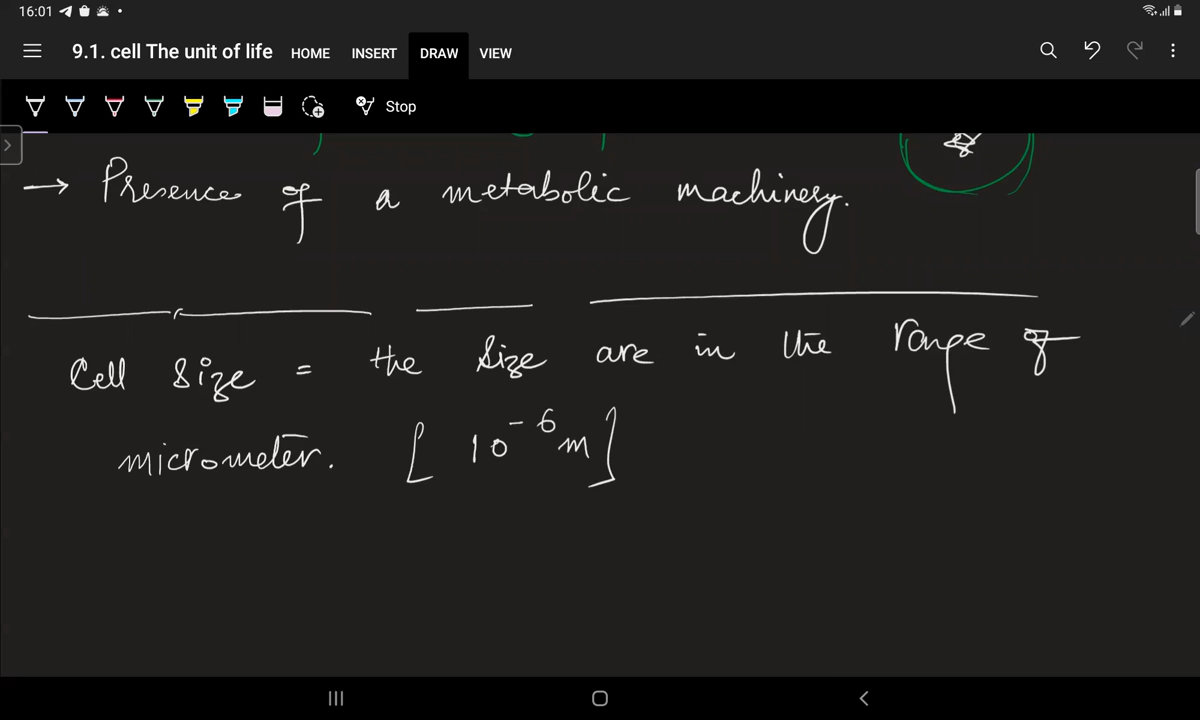 16:01
9.1. cell The unit of life HOME INSERT DRAW VIEW
Stop
→ Presence of a metabolic machinery.
Cell Size = the Size are in the range of
micrometer. [ 10⁻⁶ m ]